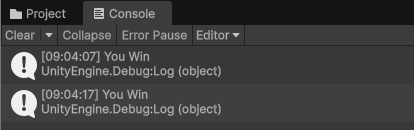 Project Console
Clear Collapse Error Pause Editor
[09:04:07] You Win
UnityEngine.Debug:Log (object)
[09:04:17] You Win
UnityEngine.Debug:Log (object)